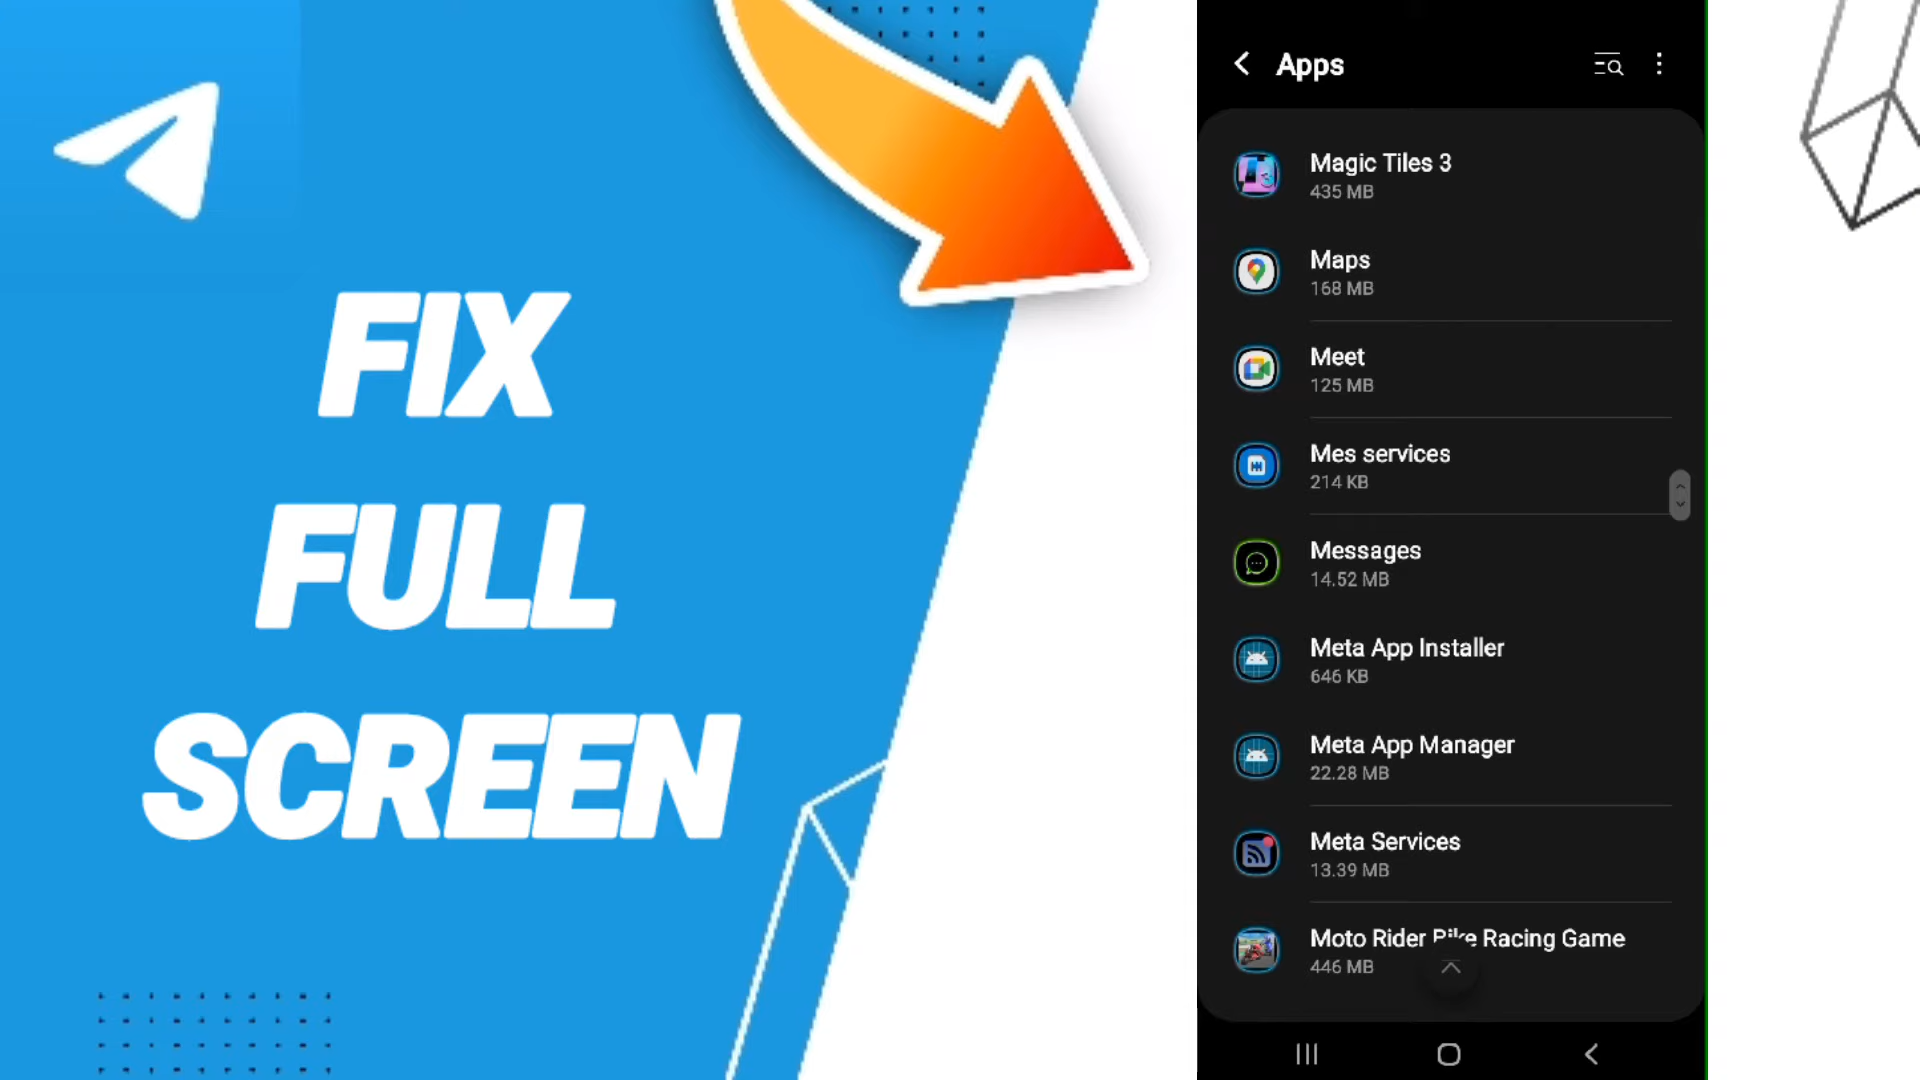 FIX
FULL
SCREEN
Apps
Magic Tiles 3
435 MB
Maps
168 MB
Meet
125 MB
Mes services
214 KB
Messages
14.52 MB
Meta App Installer
646 KB
Meta App Manager
22.28 MB
Meta Services
13.39 MB
Moto Rider Bike Racing Game
446 MB